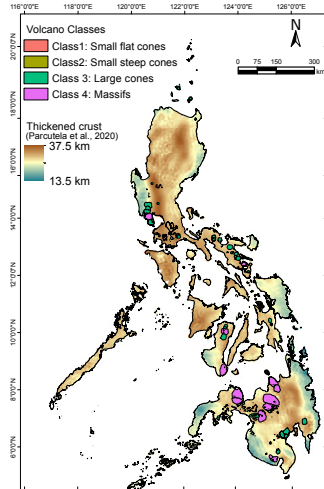 116°0'0"E 118°0'0"E 120°0'0"E 122°0'0"E 124°0'0"E 126°0'0"E
Volcano Classes
Class1: Small flat cones
Class2: Small steep cones
Class 3: Large cones
Class 4: Massifs
N
0 75 150 300
km
Thickened crust
(Parcutela et al., 2020)
37.5 km
13.5 km
20°0'0"N
18°0'0"N
16°0'0"N
14°0'0"N
12°0'0"N
10°0'0"N
8°0'0"N
6°0'0"N